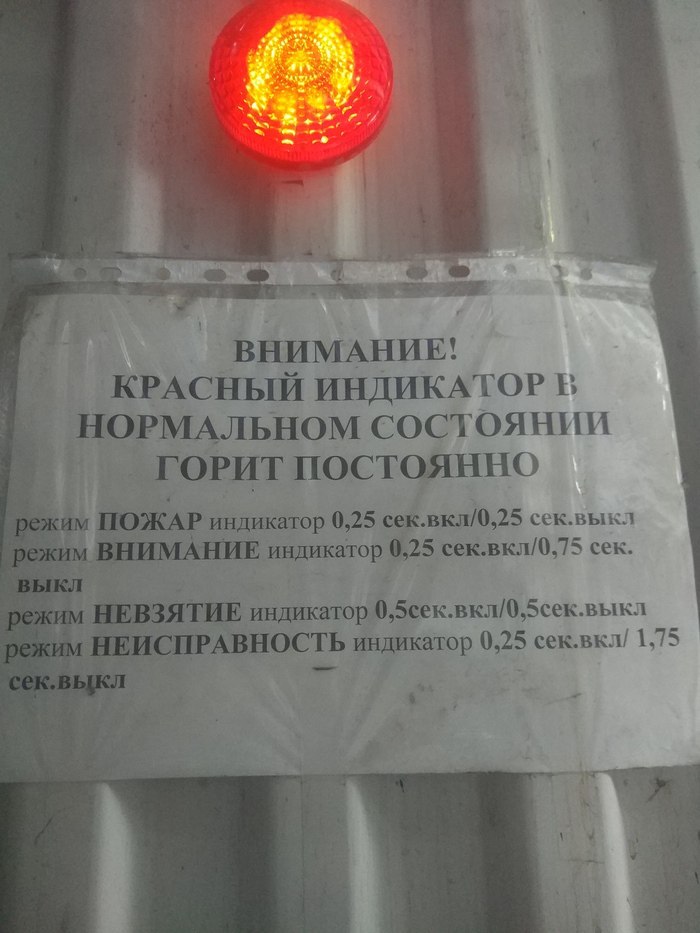 ВНИМАНИЕ!
КРАСНЫЙ ИНДИКАТОР В
НОРМАЛЬНОМ СОСТОЯНИИ
ГОРИТ ПОСТОЯННО
режим ПОЖАР индикатор 0,25 сек.вкл/0,25 сек.выкл
режим ВНИМАНИЕ индикатор 0,25 сек.вкл/0,75 сек.
выкл
режим НЕВЗЯТИЕ индикатор 0,5сек.вкл/0,5сек.выкл
режим НЕИСПРАВНОСТЬ индикатор 0,25 сек.вкл/ 1,75
сек.выкл